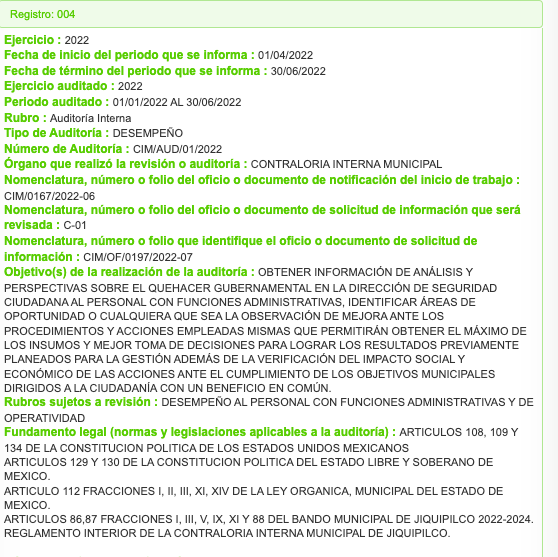 Registro: 004
Ejercicio : 2022
Fecha de inicio del periodo que se informa : 01/04/2022
Fecha de término del periodo que se informa : 30/06/2022
Ejercicio auditado : 2022
Periodo auditado : 01/01/2022 AL 30/06/2022
Rubro : Auditoría Interna
Tipo de Auditoría : DESEMPEÑO
Número de Auditoría : CIM/AUD/01/2022
Órgano que realizó la revisión o auditoría : CONTRALORIA INTERNA MUNICIPAL
Nomenclatura, número o folio del oficio o documento de notificación del inicio de trabajo :
CIM/0167/2022-06
Nomenclatura, número o folio del oficio o documento de solicitud de información que será
revisada : C-01
Nomenclatura, número o folio que identifique el oficio o documento de solicitud de
información : CIM/OF/0197/2022-07
Objetivo(s) de la realización de la auditoría : OBTENER INFORMACIÓN DE ANÁLISIS Y
PERSPECTIVAS SOBRE EL QUEHACER GUBERNAMENTAL EN LA DIRECCIÓN DE SEGURIDAD
CIUDADANA AL PERSONAL CON FUNCIONES ADMINISTRATIVAS, IDENTIFICAR ÁREAS DE
OPORTUNIDAD O CUALQUIERA QUE SEA LA OBSERVACIÓN DE MEJORA ANTE LOS
PROCEDIMIENTOS Y ACCIONES EMPLEADAS MISMAS QUE PERMITIRÁN OBTENER EL MÁXIMO DE
LOS INSUMOS Y MEJOR TOMA DE DECISIONES PARA LOGRAR LOS RESULTADOS PREVIAMENTE
PLANEADOS PARA LA GESTIÓN ADEMÁS DE LA VERIFICACIÓN DEL IMPACTO SOCIAL Y
ECONÓMICO DE LAS ACCIONES ANTE EL CUMPLIMIENTO DE LOS OBJETIVOS MUNICIPALES
DIRIGIDOS A LA CIUDADANÍA CON UN BENEFICIO EN COMÚN.
Rubros sujetos a revisión : DESEMPEÑO AL PERSONAL CON FUNCIONES ADMINISTRATIVAS Y DE
OPERATIVIDAD
Fundamento legal (normas y legislaciones aplicables a la auditoría) : ARTICULOS 108, 109 Y
134 DE LA CONSTITUCION POLITICA DE LOS ESTADOS UNIDOS MEXICANOS
ARTICULOS 129 Y 130 DE LA CONSTITUCION POLITICA DEL ESTADO LIBRE Y SOBERANO DE
MEXICO.
ARTICULO 112 FRACCIONES I, II, III, XI, XIV DE LA LEY ORGANICA, MUNICIPAL DEL ESTADO DE
MEXICO.
ARTICULOS 86,87 FRACCIONES I, III, V, IX, XI Y 88 DEL BANDO MUNICIPAL DE JIQUIPILCO 2022-2024.
REGLAMENTO INTERIOR DE LA CONTRALORIA INTERNA MUNICIPAL DE JIQUIPILCO.